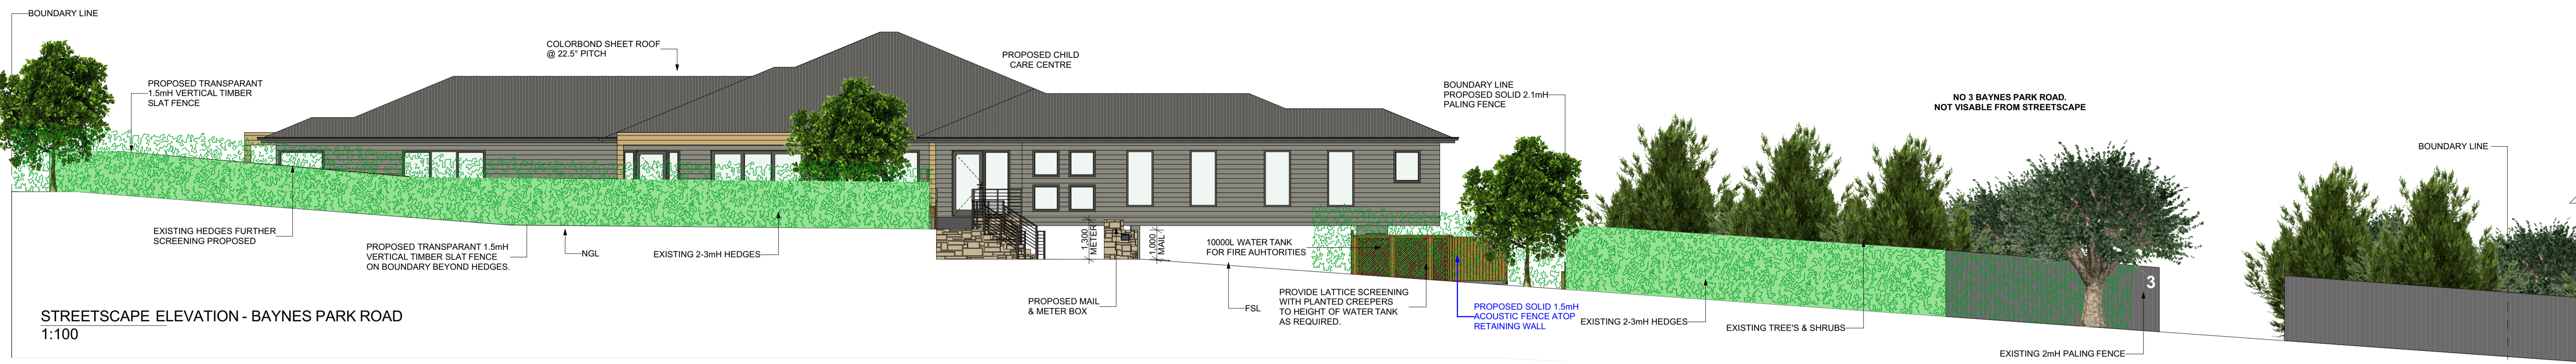 BOUNDARY LINE
PROPOSED TRANSPARANT
1.5mH VERTICAL TIMBER
SLAT FENCE
COLORBOND SHEET ROOF
@ 22.5° PITCH
PROPOSED CHILD
CARE CENTRE
BOUNDARY LINE
PROPOSED SOLID 2.1mH
PALING FENCE
NO 3 BAYNES PARK ROAD.
NOT VISABLE FROM STREETSCAPE
BOUNDARY LINE
EXISTING HEDGES FURTHER
SCREENING PROPOSED
PROPOSED TRANSPARANT 1.5mH
VERTICAL TIMBER SLAT FENCE
ON BOUNDARY BEYOND HEDGES.
NGL
EXISTING 2-3mH HEDGES
1,300
METER
1,000
MAIL
10000L WATER TANK
FOR FIRE AUHTORITIES
PROPOSED MAIL
& METER BOX
FSL
PROVIDE LATTICE SCREENING
WITH PLANTED CREEPERS
TO HEIGHT OF WATER TANK
AS REQUIRED.
PROPOSED SOLID 1.5mH
ACOUSTIC FENCE ATOP
RETAINING WALL
EXISTING 2-3mH HEDGES
EXISTING TREE'S & SHRUBS
3
EXISTING 2mH PALING FENCE
STREETSCAPE ELEVATION - BAYNES PARK ROAD
1:100